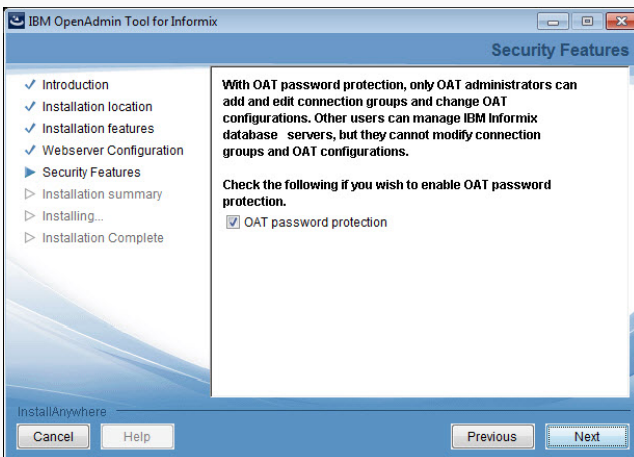 IBM OpenAdmin Tool for Informix
Security Features
Introduction
Installation location
Installation features
Webserver Configuration
Security Features
Installation summary
Installing...
Installation Complete
With OAT password protection, only OAT administrators can
add and edit connection groups and change OAT
configurations. Other users can manage IBM Informix
database servers, but they cannot modify connection
groups and OAT configurations.
Check the following if you wish to enable OAT password
protection.
OAT password protection
InstallAnywhere
Cancel Help Previous Next